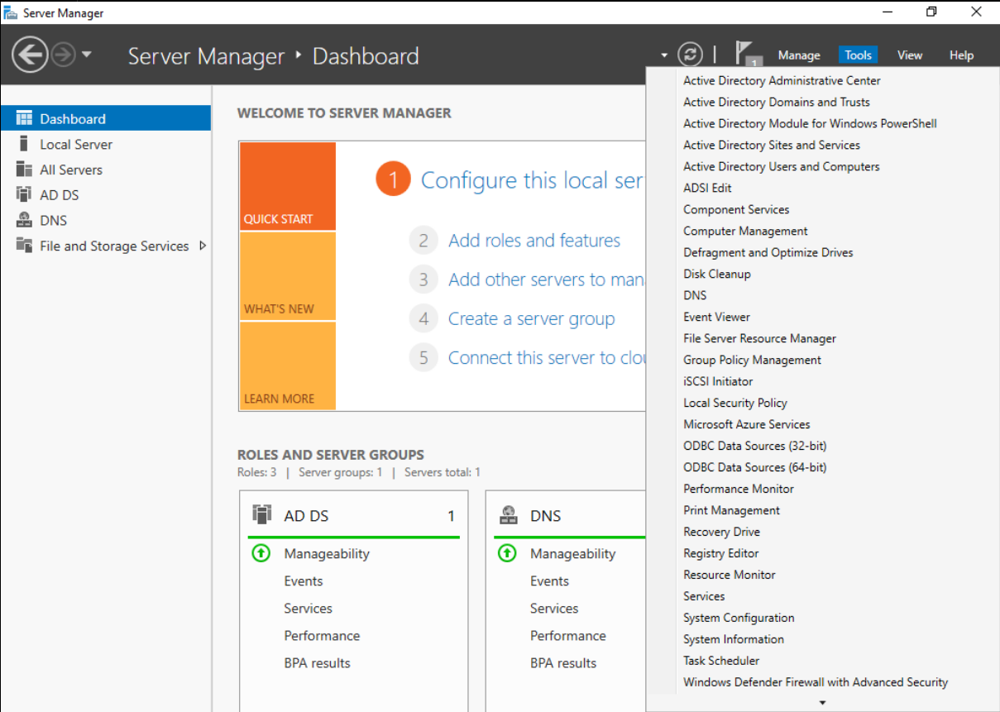 Server Manager
Server Manager ‣ Dashboard
1
Manage
Tools
View
Help
Dashboard
Local Server
All Servers
AD DS
DNS
File and Storage Services
WELCOME TO SERVER MANAGER
QUICK START
WHAT'S NEW
LEARN MORE
1 Configure this local ser
2 Add roles and features
3 Add other servers to man
4 Create a server group
5 Connect this server to clou
ROLES AND SERVER GROUPS
Roles: 3 | Server groups: 1 | Servers total: 1
AD DS 1
Manageability
Events
Services
Performance
BPA results
DNS
Manageability
Events
Services
Performance
BPA results
Active Directory Administrative Center
Active Directory Domains and Trusts
Active Directory Module for Windows PowerShell
Active Directory Sites and Services
Active Directory Users and Computers
ADSI Edit
Component Services
Computer Management
Defragment and Optimize Drives
Disk Cleanup
DNS
Event Viewer
File Server Resource Manager
Group Policy Management
iSCSI Initiator
Local Security Policy
Microsoft Azure Services
ODBC Data Sources (32-bit)
ODBC Data Sources (64-bit)
Performance Monitor
Print Management
Recovery Drive
Registry Editor
Resource Monitor
Services
System Configuration
System Information
Task Scheduler
Windows Defender Firewall with Advanced Security